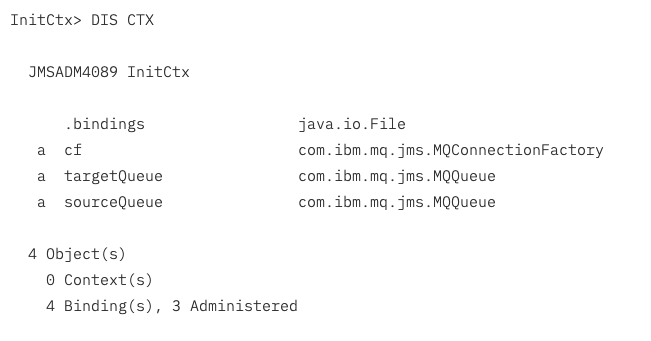 InitCtx> DIS CTX
JMSADM4089 InitCtx
.bindings java.io.File
a cf com.ibm.mq.jms.MQConnectionFactory
a targetQueue com.ibm.mq.jms.MQQueue
a sourceQueue com.ibm.mq.jms.MQQueue
4 Object(s)
0 Context(s)
4 Binding(s), 3 Administered